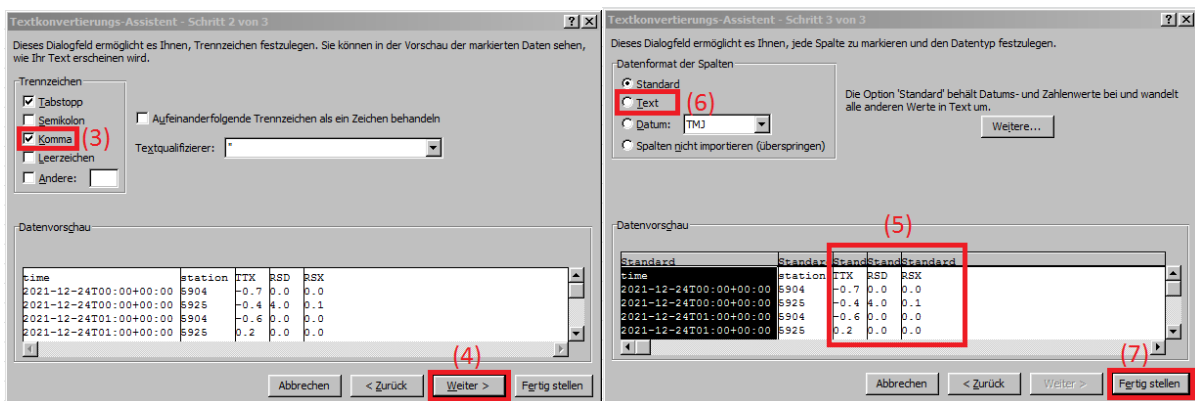 Textkonvertierungs-Assistent - Schritt 2 von 3
Dieses Dialogfeld ermöglicht es Ihnen, Trennzeichen festzulegen. Sie können in der Vorschau der markierten Daten sehen,
wie Ihr Text erscheinen wird.
Trennzeichen
Tabstopp
Semikolon
Komma (3)
Leerzeichen
Andere:
Aufeinanderfolgende Trennzeichen als ein Zeichen behandeln
Textqualifizierer: "
Datenvorschau
time station TTX RSD RSX
2021-12-24T00:00+00:00 5904 -0.7 0.0 0.0
2021-12-24T00:00+00:00 5925 -0.4 4.0 0.1
2021-12-24T01:00+00:00 5904 -0.6 0.0 0.0
2021-12-24T01:00+00:00 5925 0.2 0.0 0.0
(4)
Abbrechen < Zurück Weiter > Fertig stellen
Textkonvertierungs-Assistent - Schritt 3 von 3
Dieses Dialogfeld ermöglicht es Ihnen, jede Spalte zu markieren und den Datentyp festzulegen.
Datenformat der Spalten
Standard
Text (6)
Datum: TMJ
Spalten nicht importieren (überspringen)
Die Option 'Standard' behält Datums- und Zahlenwerte bei und wandelt
alle anderen Werte in Text um.
Weitere...
Datenvorschau
(5)
Standard Standar Stand Stand Standard
time station TTX RSD RSX
2021-12-24T00:00+00:00 5904 -0.7 0.0 0.0
2021-12-24T00:00+00:00 5925 -0.4 4.0 0.1
2021-12-24T01:00+00:00 5904 -0.6 0.0 0.0
2021-12-24T01:00+00:00 5925 0.2 0.0 0.0
(7)
Abbrechen < Zurück Weiter > Fertig stellen